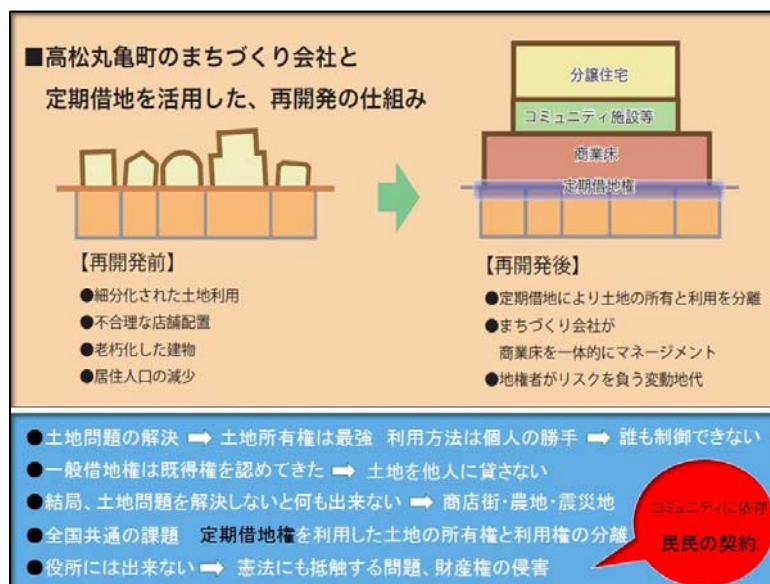 ■高松丸亀町のまちづくり会社と
定期借地を活用した、再開発の仕組み
分譲住宅
コミュニティ施設等
商業床
定期借地権
【再開発前】
●細分化された土地利用
●不合理な店舗配置
●老朽化した建物
●居住人口の減少
【再開発後】
●定期借地により土地の所有と利用を分離
●まちづくり会社が
商業床を一体的にマネージメント
●地権者がリスクを負う変動地代
●土地問題の解決 ➡ 土地所有権は最強 利用方法は個人の勝手 ➡ 誰も制御できない
●一般借地権は既得権を認めてきた ➡ 土地を他人に貸さない
●結局、土地問題を解決しないと何も出来ない ➡ 商店街・農地・震災地
●全国共通の課題 定期借地権を利用した土地の所有権と利用権の分離
●役所には出来ない ➡ 憲法にも抵触する問題、財産権の侵害
コミュニティに依存
民民の契約